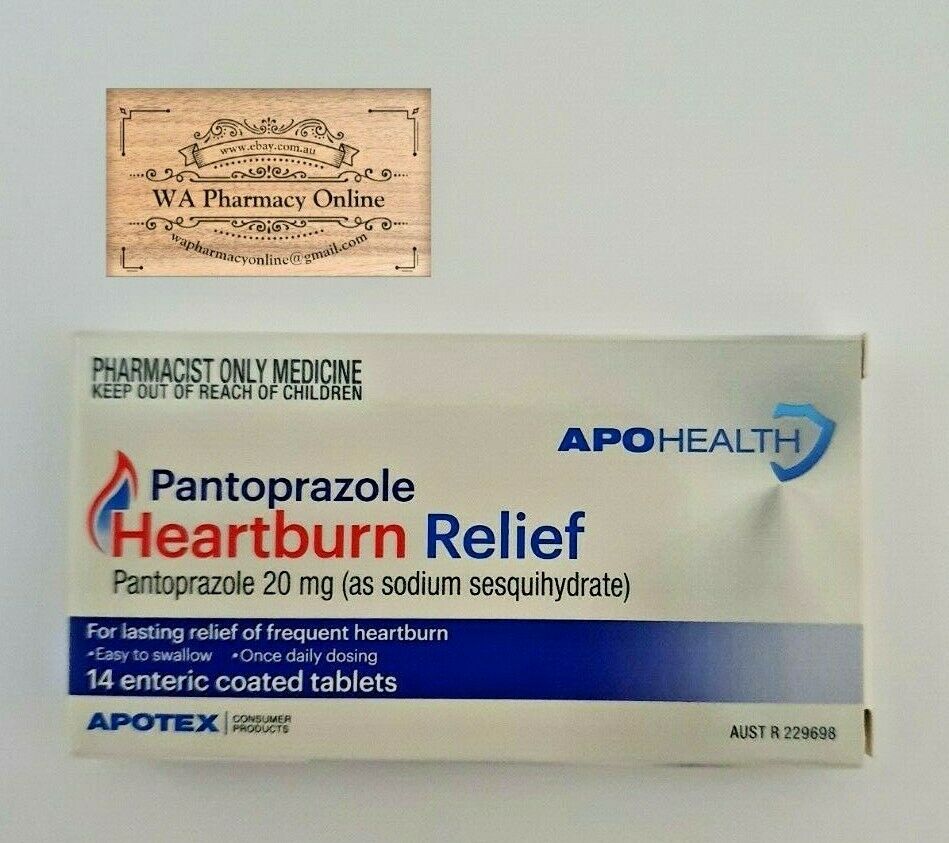 www.ebay.com.au
WA Pharmacy Online
wapharmacyonline@gmail.com
PHARMACIST ONLY MEDICINE
KEEP OUT OF REACH OF CHILDREN
APOHEALTH
Pantoprazole
Heartburn Relief
Pantoprazole 20 mg (as sodium sesquihydrate)
For lasting relief of frequent heartburn
•Easy to swallow •Once daily dosing
14 enteric coated tablets
APOTEX CONSUMER
PRODUCTS
AUST R 229698